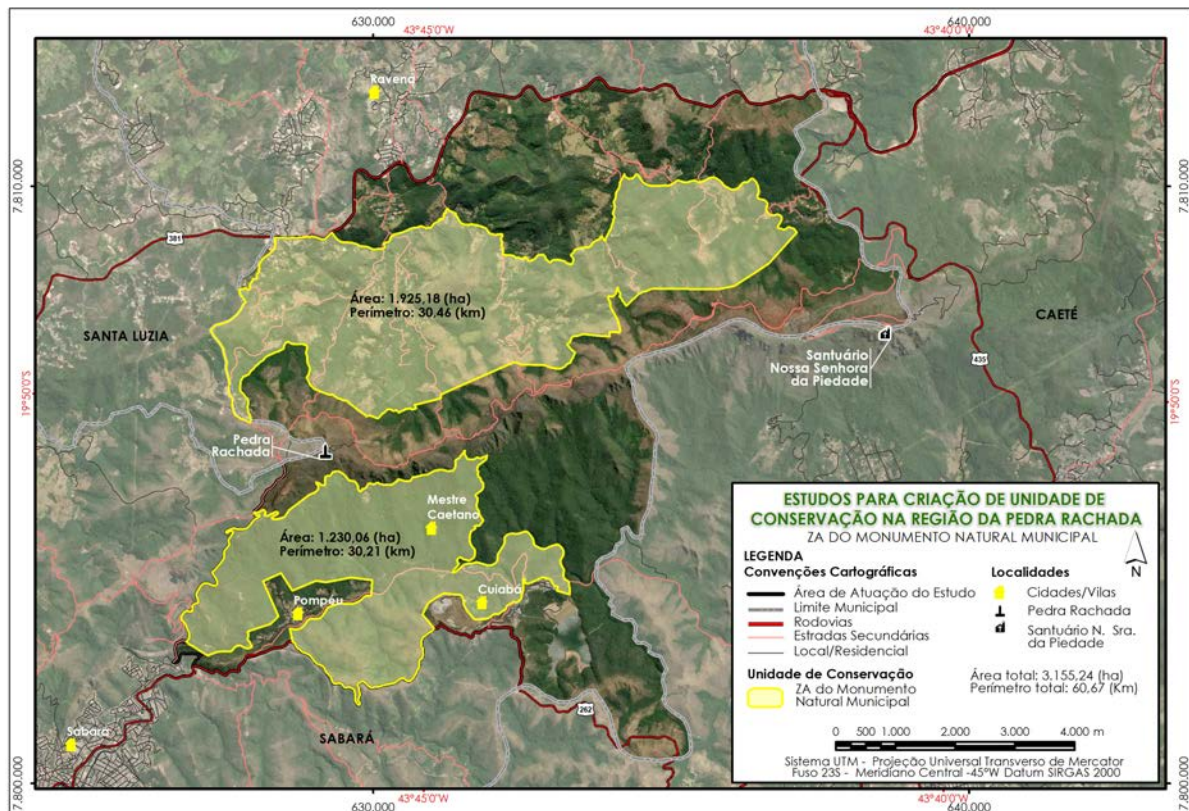 630.000
43°45'0"W
640.000
43°40'0"W
Ravena
7.810.000
7.810.000
381
Área: 1.925,18 (ha)
Perímetro: 30,46 (km)
SANTA LUZIA
CAETÉ
Santuário
Nossa Senhora
da Piedade
435
19°50'0"S
19°50'0"S
Pedra
Rachada
Mestre
Caetano
Área: 1.230,06 (ha)
Perímetro: 30,21 (km)
Pompéu
Cuiabá
262
Sabará
SABARÁ
ESTUDOS PARA CRIAÇÃO DE UNIDADE DE
CONSERVAÇÃO NA REGIÃO DA PEDRA RACHADA
ZA DO MONUMENTO NATURAL MUNICIPAL
N
LEGENDA
Convenções Cartográficas
Área de Atuação do Estudo
Limite Municipal
Rodovias
Estradas Secundárias
Local/Residencial
Localidades
Cidades/Vilas
Pedra Rachada
Santuário N. Sra.
da Piedade
Unidade de Conservação
ZA do Monumento
Natural Municipal
Área total: 3.155,24 (ha)
Perímetro total: 60,67 (Km)
0 500 1.000 2.000 3.000 4.000 m
Sistema UTM - Projeção Universal Transverso de Mercator
Fuso 23S - Meridiano Central -45°W Datum SIRGAS 2000
7.800.000
7.800.000
630.000
43°45'0"W
640.000
43°40'0"W